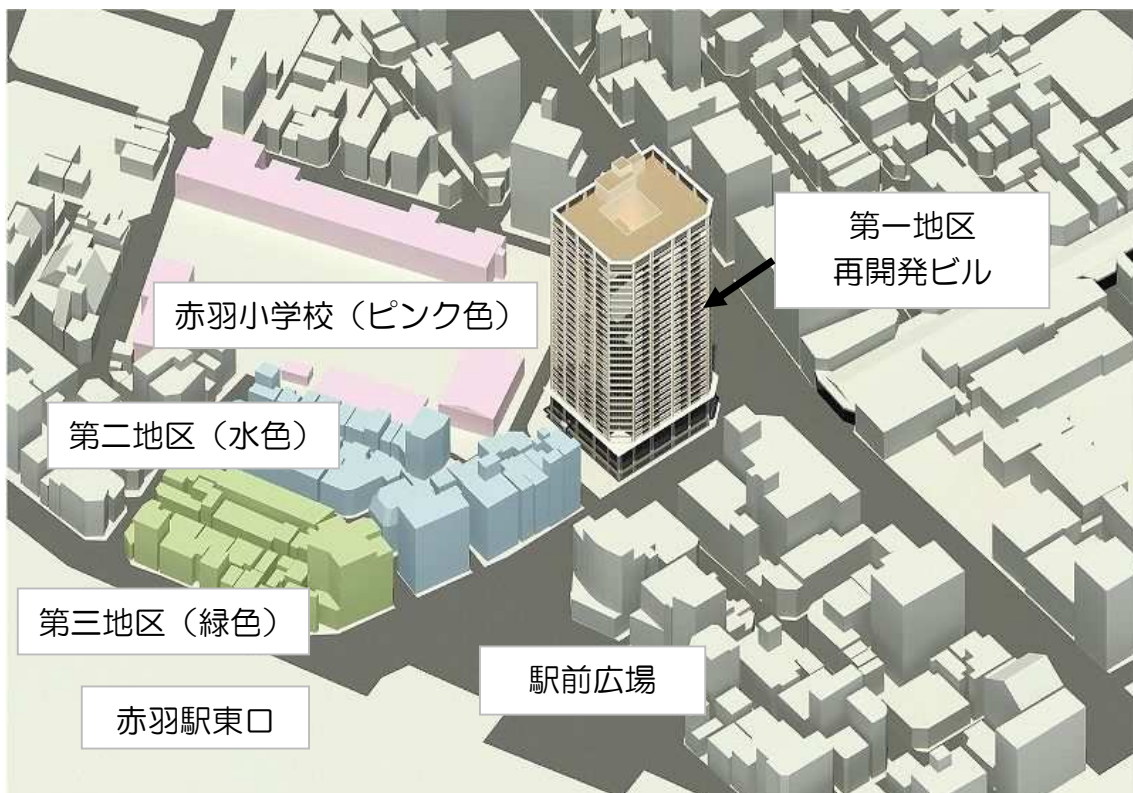 第一地区
再開発ビル
赤羽小学校（ピンク色）
第二地区（水色）
第三地区（緑色）
駅前広場
赤羽駅東口